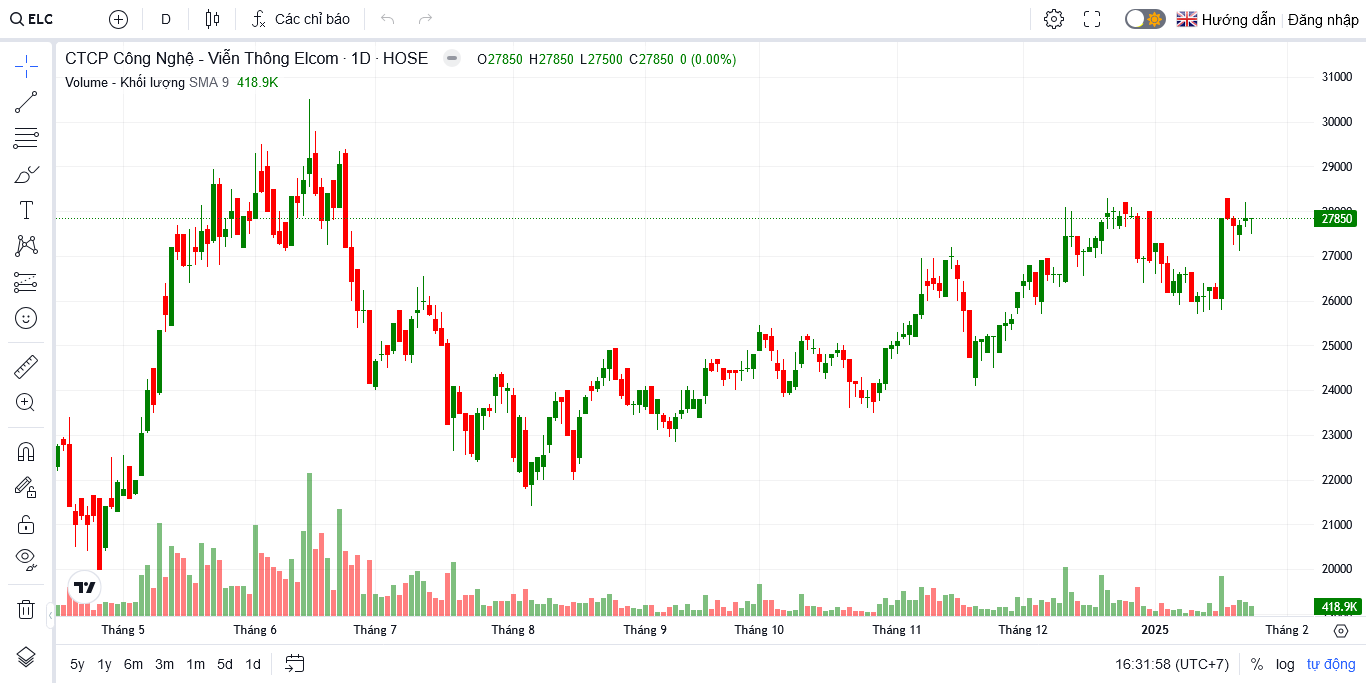 ELC D Các chỉ báo Hướng dẫn Đăng nhập
CTCP Công Nghệ - Viễn Thông Elcom · 1D · HOSE O27850 H27850 L27500 C27850 0 (0.00%)
Volume - Khối lượng SMA 9 418.9K
31000
30000
29000
28000
27850
27000
26000
25000
24000
23000
22000
21000
20000
418.9K
Tháng 5 Tháng 6 Tháng 7 Tháng 8 Tháng 9 Tháng 10 Tháng 11 Tháng 12 2025 Tháng 2
5y 1y 6m 3m 1m 5d 1d 16:31:58 (UTC+7) % log tự động